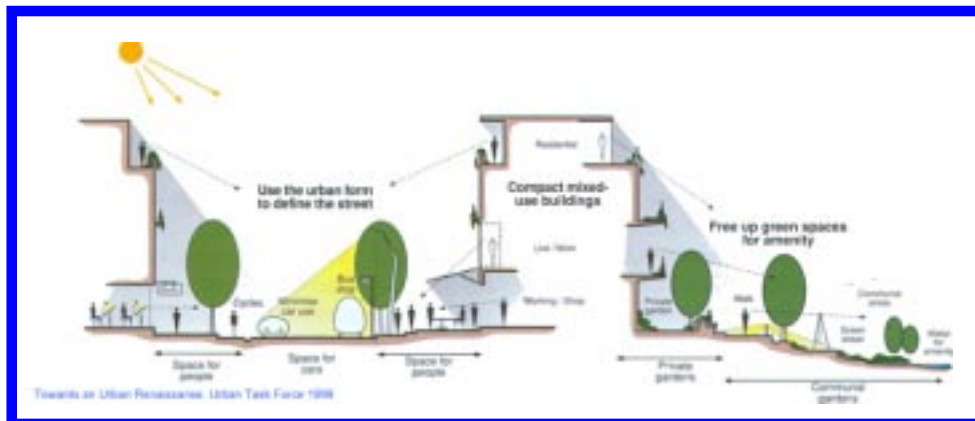 Residential
Use the urban form
to define the street
Compact mixed-
use buildings
Free up green spaces
for amenity
Live / Work
Bus
stop
Cycles
Minimise
car use
Working / Shop
Private
garden
Walk
Communal
areas
Green
areas
Water
for
amenity
Space for
people
Space for
cars
Space for
people
Private
gardens
Communal
gardens
Towards an Urban Renaissance, Urban Task Force 1999